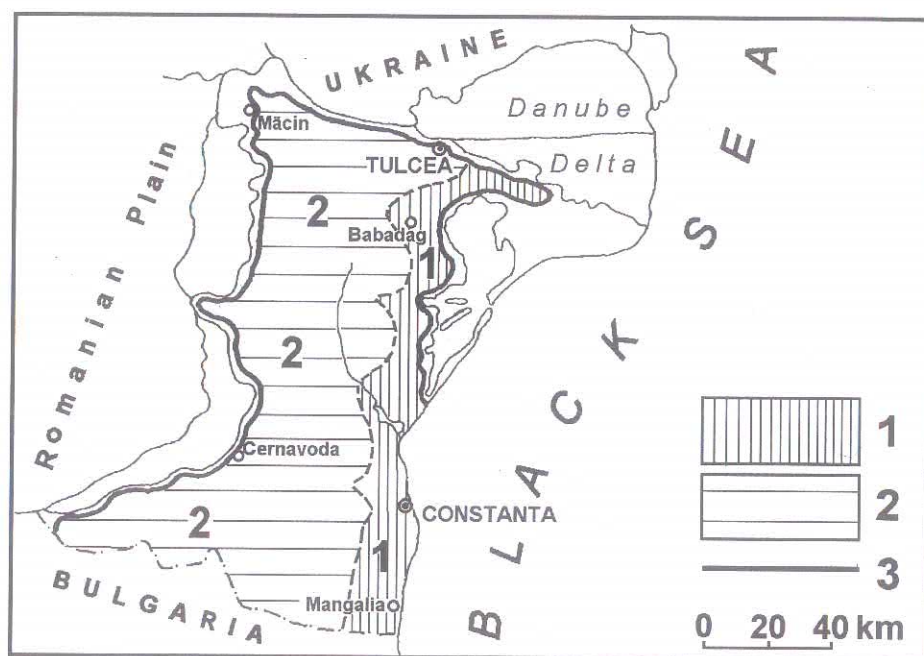 UKRAINE
Danube
Delta
Măcin
TULCEA
Romanian Plain
2
Babadag
1
2
BLACK SEA
Cernavoda
CONSTANTA
2
1
BULGARIA
Mangalia
1
2
3
0 20 40 km